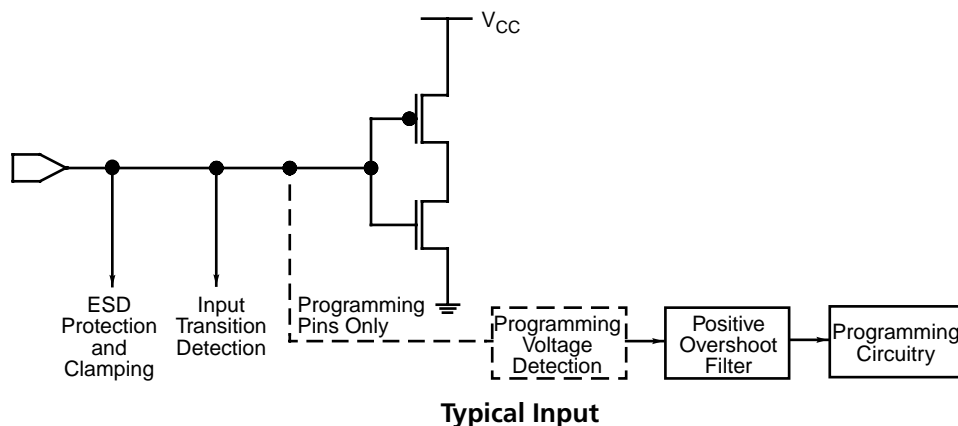 VCC
ESD
Protection
and
Clamping
Input
Transition
Detection
Programming
Pins Only
Programming
Voltage
Detection
Positive
Overshoot
Filter
Programming
Circuitry
Typical Input